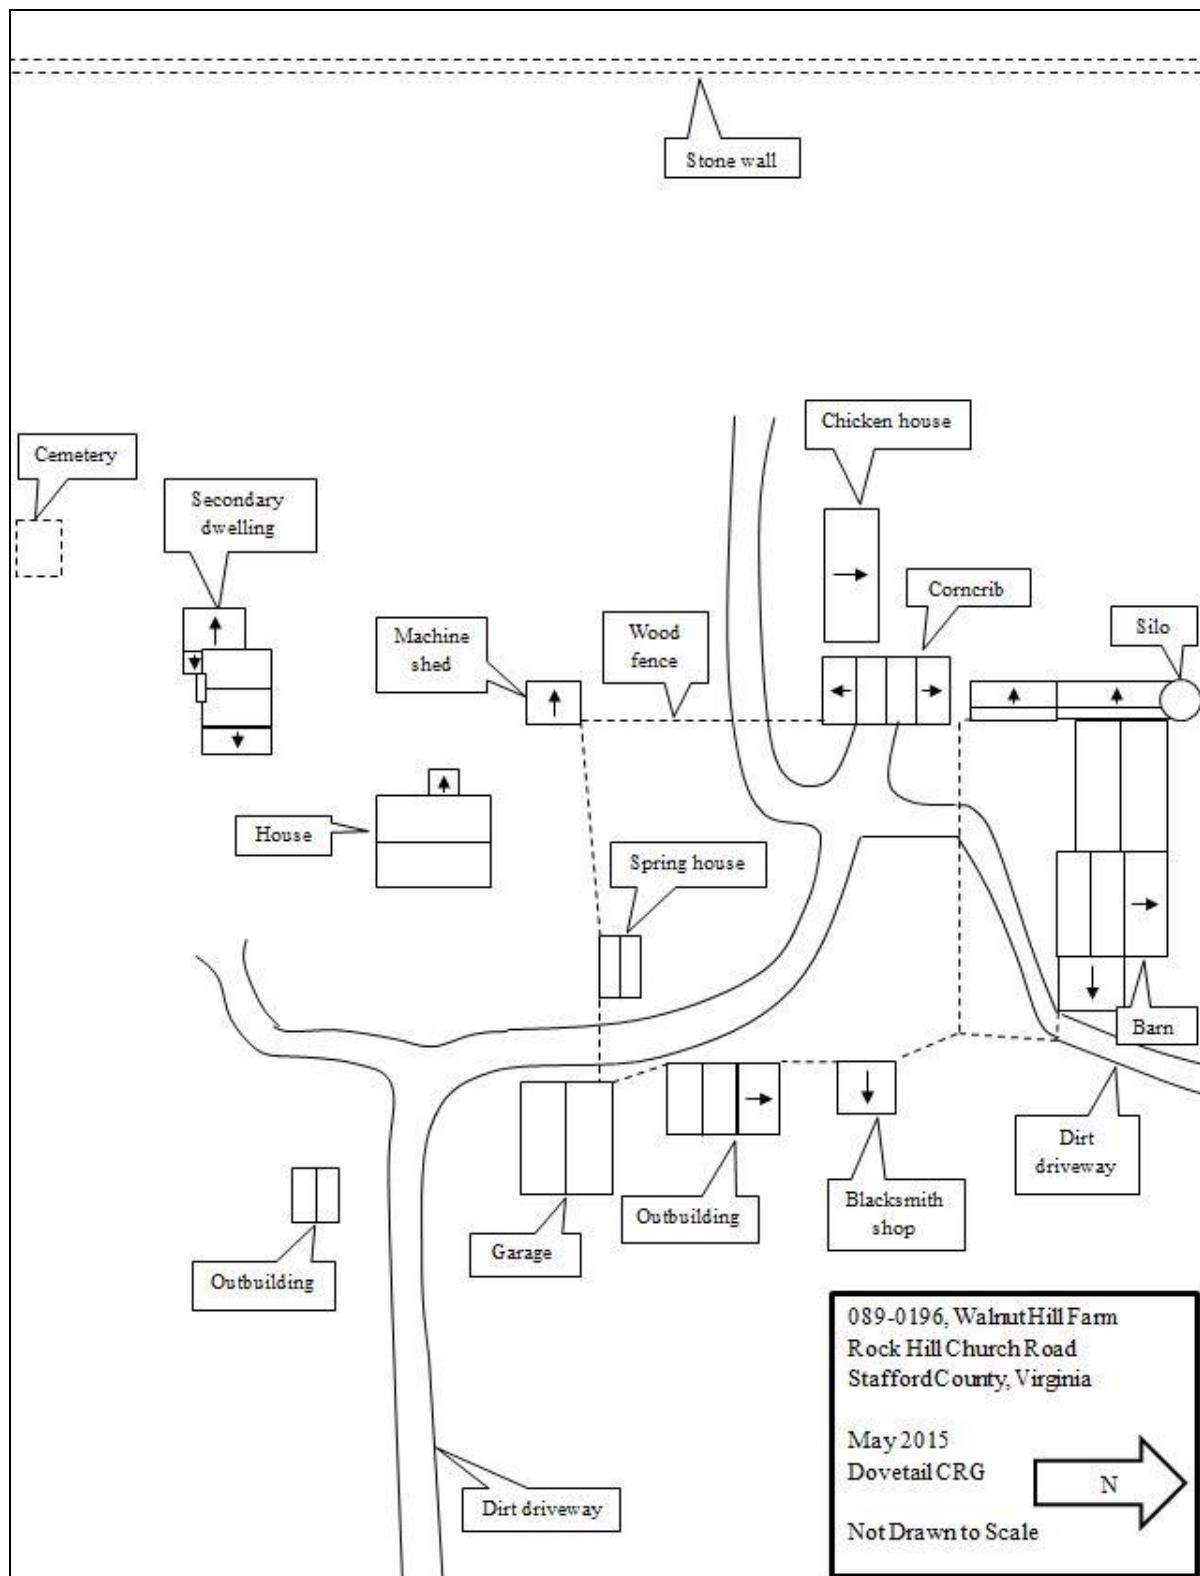 Stone wall
Chicken house
Cemetery
Secondary
dwelling
Corncrib
Machine
shed
Wood
fence
Silo
House
Spring house
Barn
Dirt
driveway
Outbuilding
Blacksmith
shop
Garage
Outbuilding
Dirt driveway
089-0196, Walnut Hill Farm
Rock Hill Church Road
Stafford County, Virginia
May 2015
Dovetail CRG
N
Not Drawn to Scale